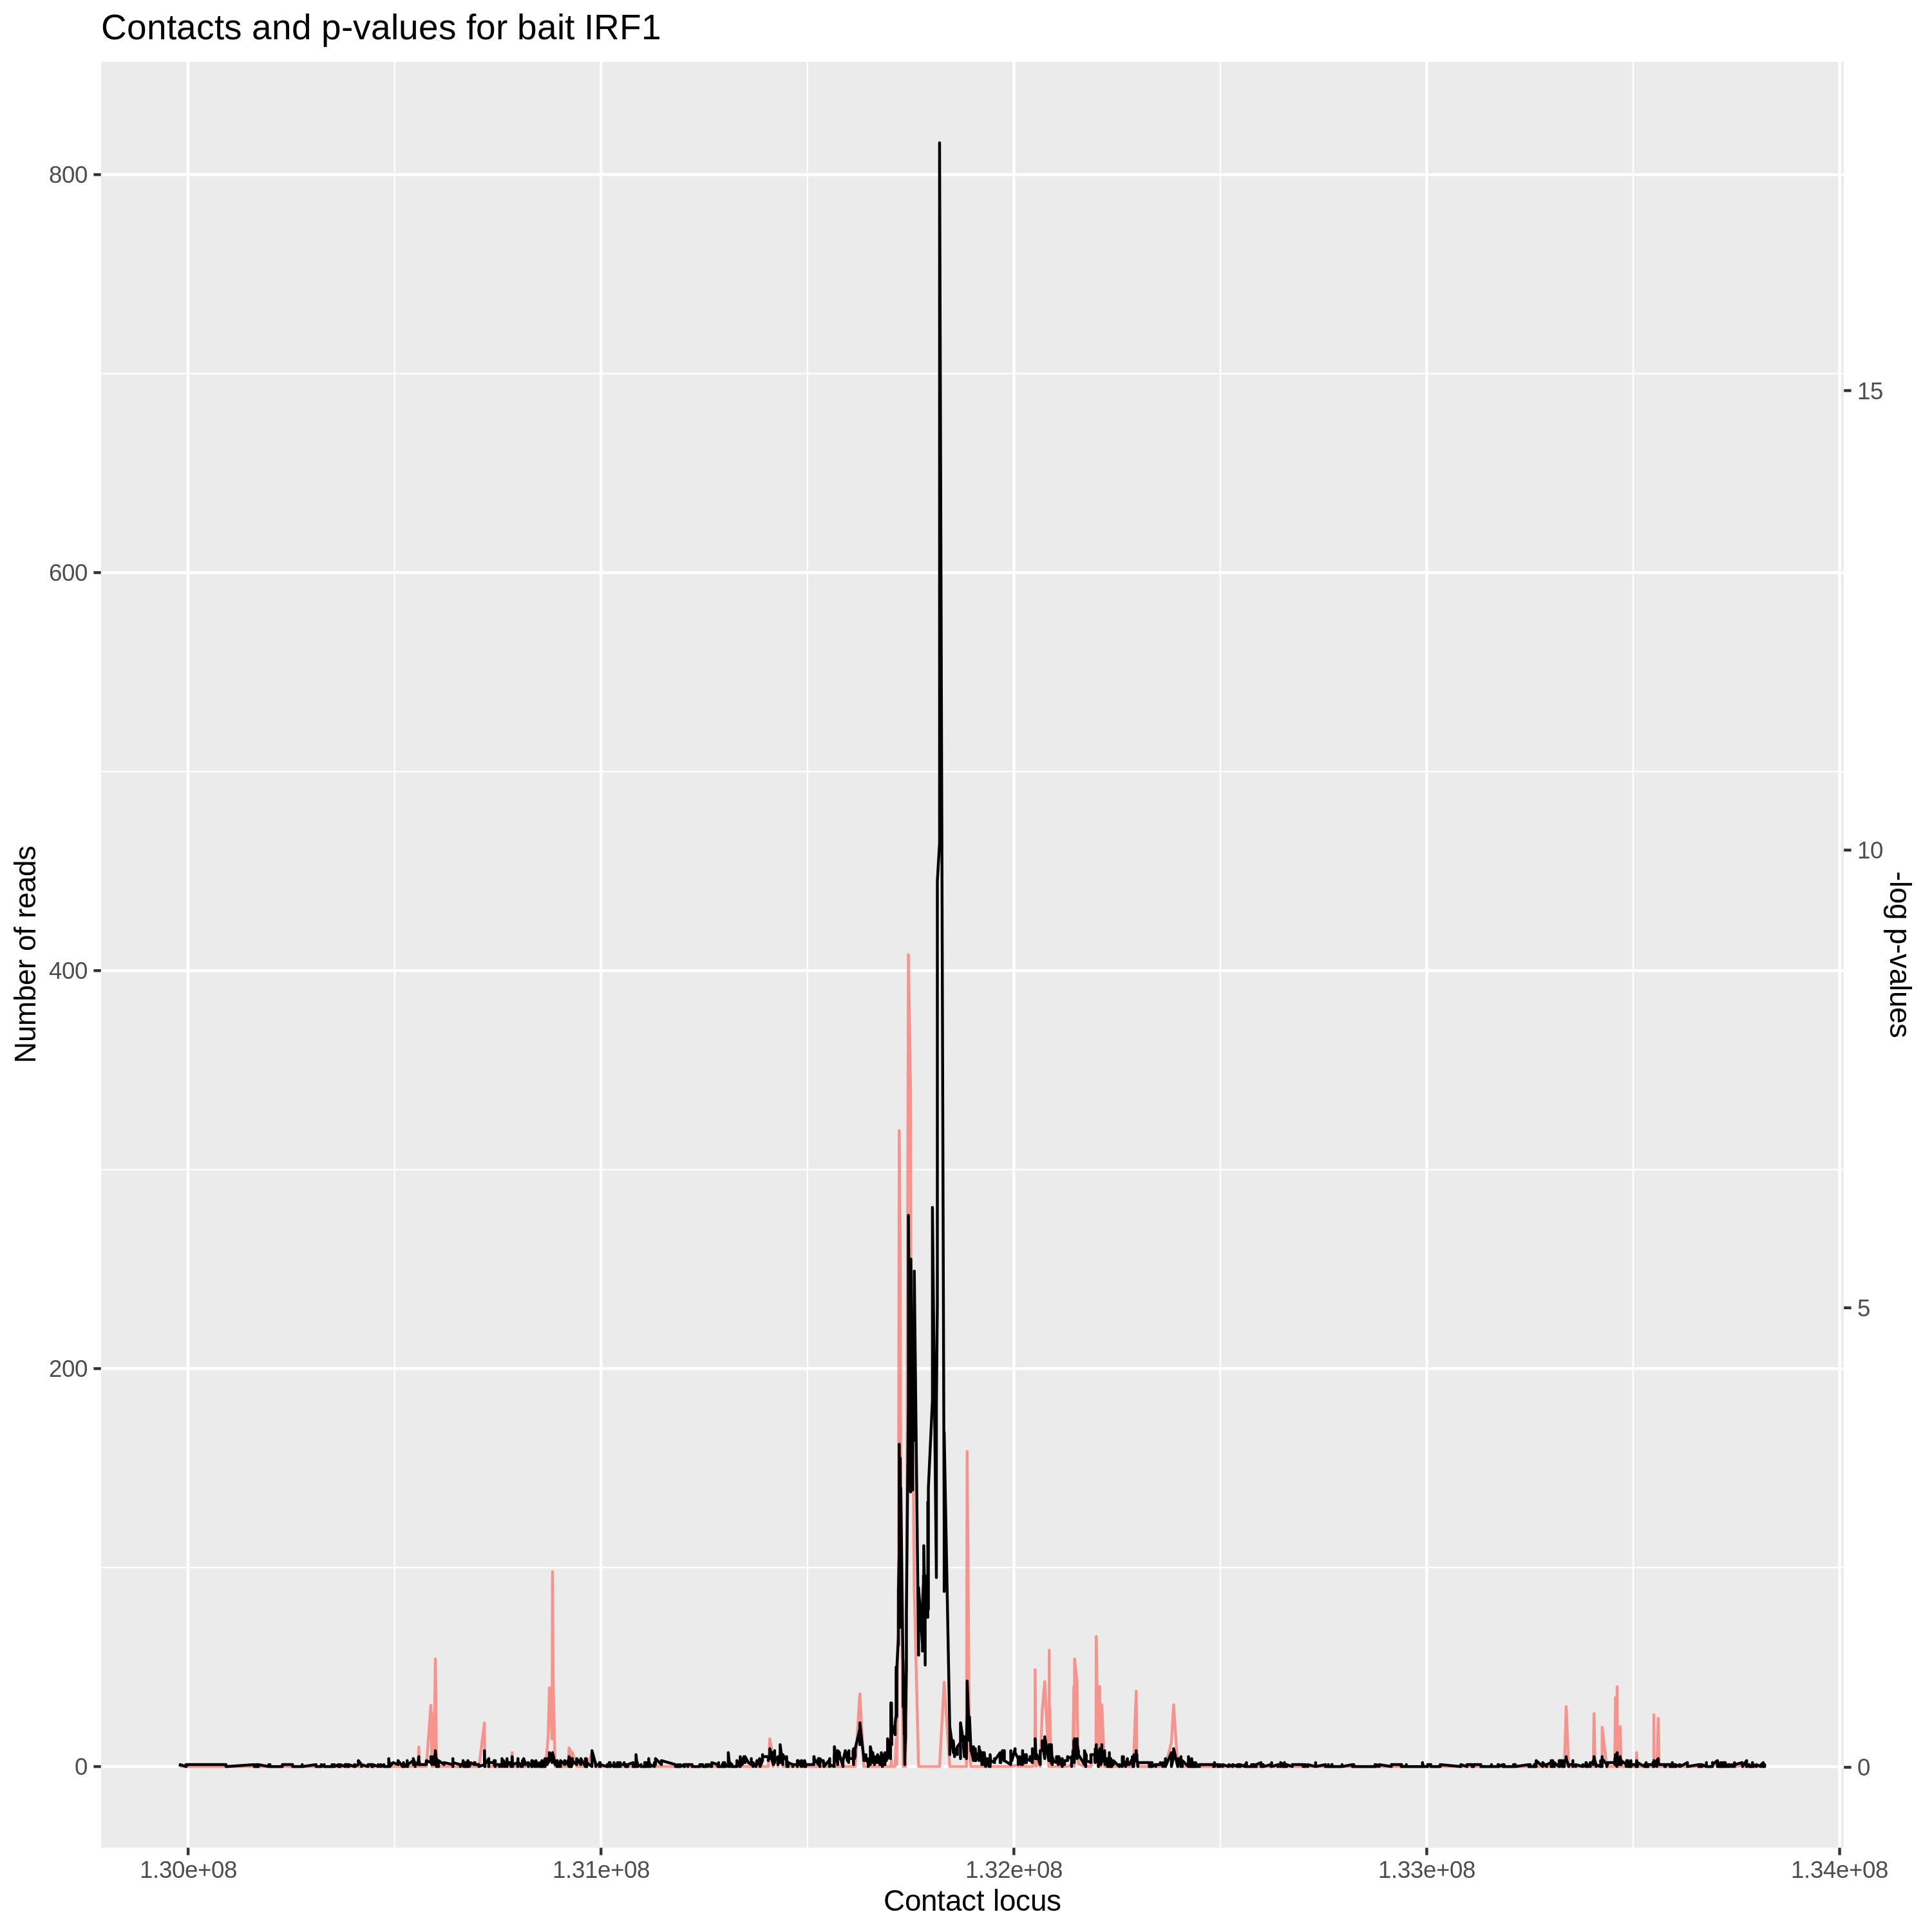 Contacts and p-values for bait IRF1
800
600
400
200
0
Number of reads
15
10
5
0
-log p-values
1.30e+08
1.31e+08
1.32e+08
1.33e+08
1.34e+08
Contact locus